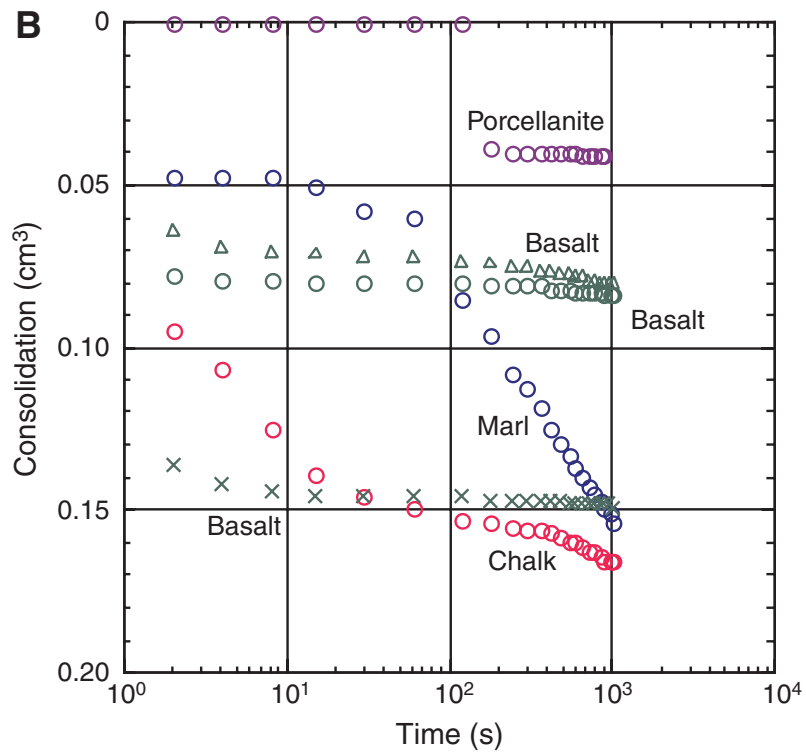 B
0
Porcellanite
0.05
Basalt
Basalt
0.10
Consolidation (cm³)
Marl
0.15
Basalt
Chalk
0.20
10⁰ 10¹ 10² 10³ 10⁴
Time (s)